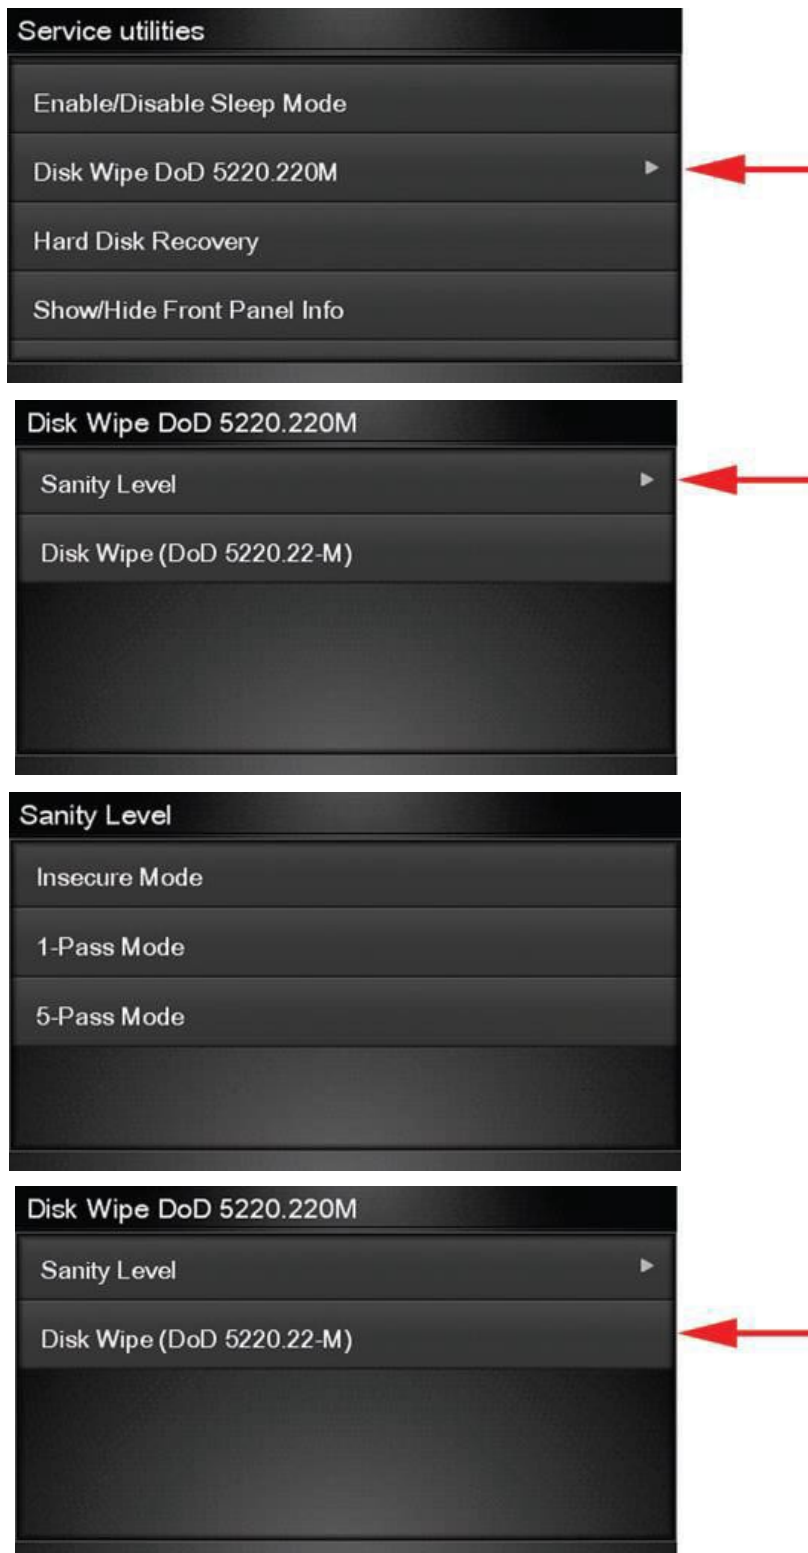 Service utilities
Enable/Disable Sleep Mode
Disk Wipe DoD 5220.220M
Hard Disk Recovery
Show/Hide Front Panel Info
Disk Wipe DoD 5220.220M
Sanity Level
Disk Wipe (DoD 5220.22-M)
Sanity Level
Insecure Mode
1-Pass Mode
5-Pass Mode
Disk Wipe DoD 5220.220M
Sanity Level
Disk Wipe (DoD 5220.22-M)